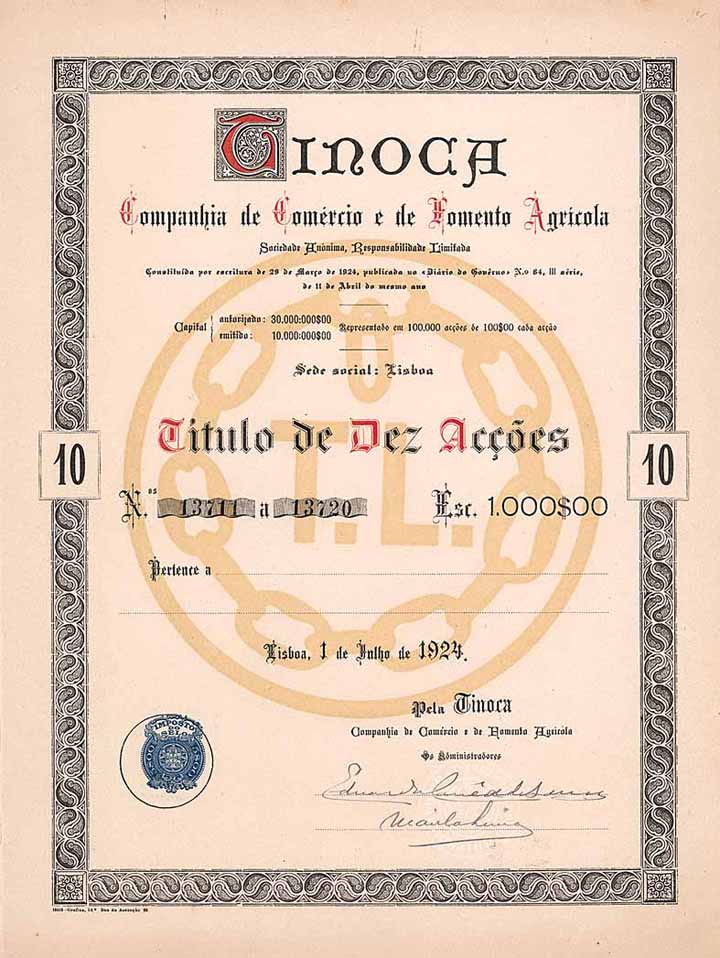 TINOCA
Companhia de Comércio e de Fomento Agrícola
Sociedade Anónima, Responsabilidade Limitada
Constituída por escritura de 29 de Março de 1924, publicada no «Diário do Govêrno» N.o 84, III série,
de 11 de Abril do mesmo ano
Capital autorizado: 30.000:000$00 Representado em 100.000 acções de 100$00 cada acção
emitido: 10.000:000$00
Sede social: Lisboa
Titulo de Dez Acções
10
10
T.L.
N.os 13711 a 13720 Esc. 1.000$00
Pertence a
Lisboa, 1 de Julho de 1924.
Pela Tinoca
Companhia de Comércio e de Fomento Agrícola
Os Administradores
IMPOSTO
DO
SÊLO